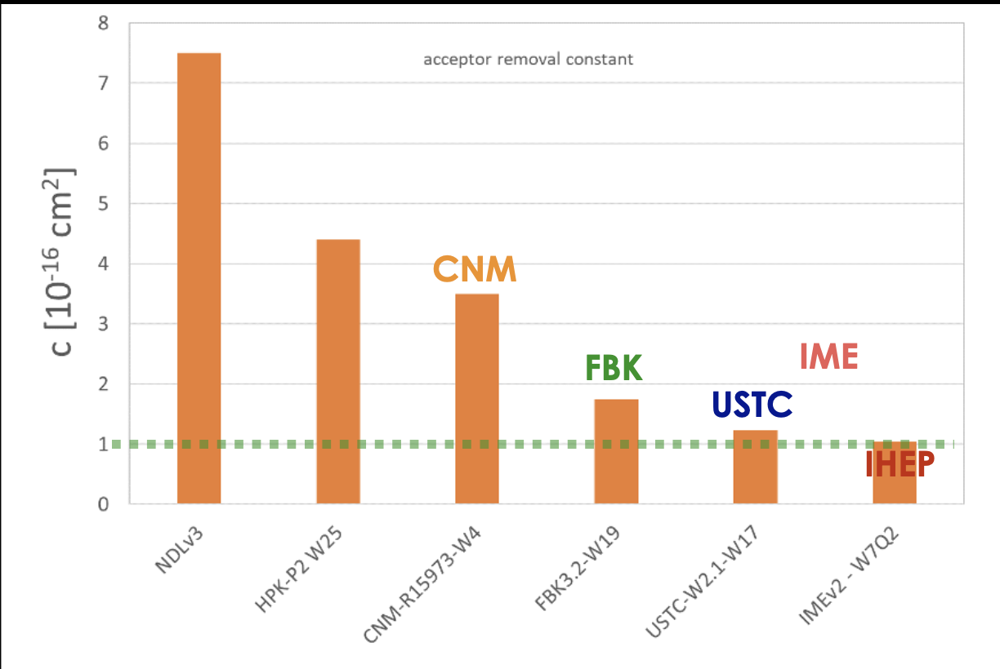 acceptor removal constant
c [10⁻¹⁶ cm²]
8
7
6
5
4
3
2
1
0
CNM
FBK
USTC
IME
IHEP
NDLv3
HPK-P2 W25
CNM-R15973-W4
FBK3.2-W19
USTC-W2.1-W17
IMEv2 - W7Q2